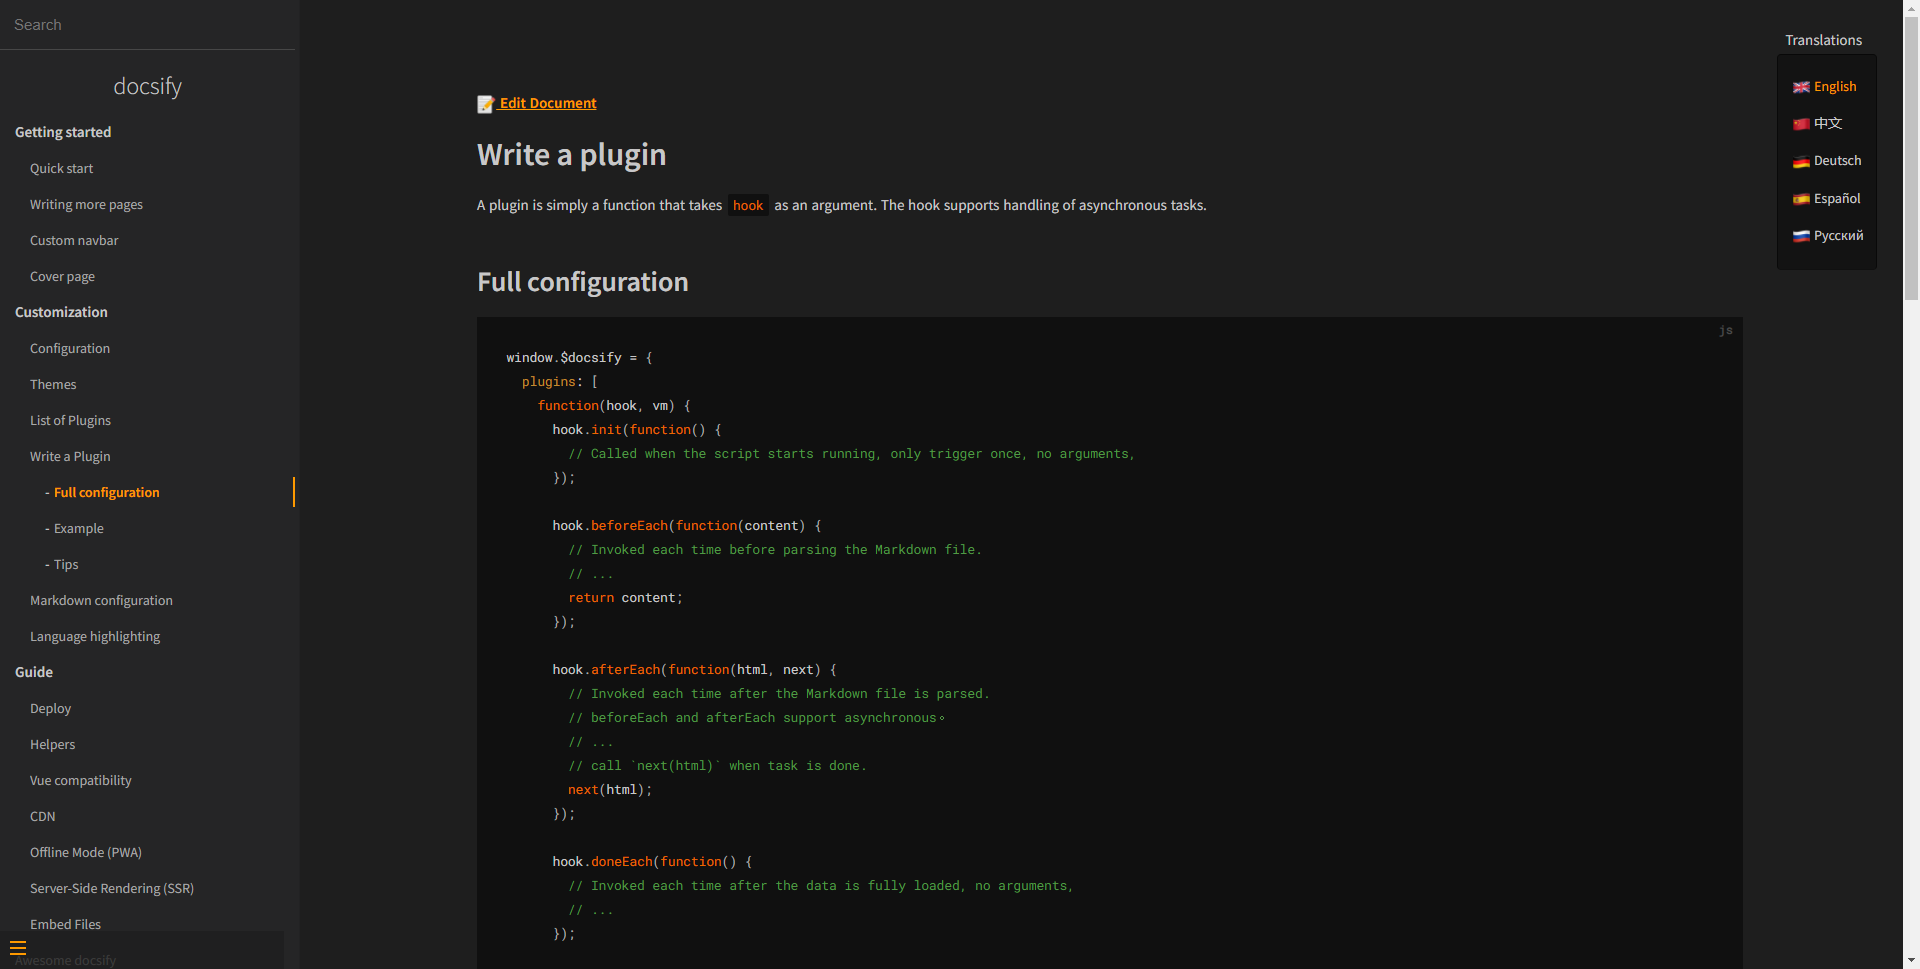 Search
docsify
Getting started
Quick start
Writing more pages
Custom navbar
Cover page
Customization
Configuration
Themes
List of Plugins
Write a Plugin
- Full configuration
- Example
- Tips
Markdown configuration
Language highlighting
Guide
Deploy
Helpers
Vue compatibility
CDN
Offline Mode (PWA)
Server-Side Rendering (SSR)
Embed Files
Awesome docsify
📝 Edit Document
Write a plugin
A plugin is simply a function that takes hook as an argument. The hook supports handling of asynchronous tasks.
Full configuration
js
window.$docsify = {
  plugins: [
    function(hook, vm) {
      hook.init(function() {
        // Called when the script starts running, only trigger once, no arguments,
      });

      hook.beforeEach(function(content) {
        // Invoked each time before parsing the Markdown file.
        // ...
        return content;
      });

      hook.afterEach(function(html, next) {
        // Invoked each time after the Markdown file is parsed.
        // beforeEach and afterEach support asynchronous。
        // ...
        // call `next(html)` when task is done.
        next(html);
      });

      hook.doneEach(function() {
        // Invoked each time after the data is fully loaded, no arguments,
        // ...
      });
Translations
🇬🇧 English
🇨🇳 中文
🇩🇪 Deutsch
🇪🇸 Español
🇷🇺 Русский